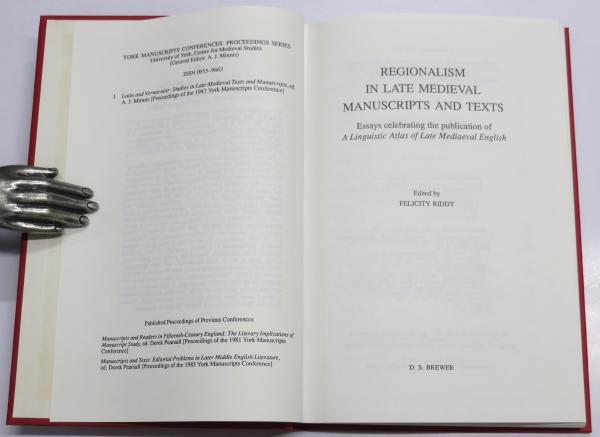 YORK MANUSCRIPTS CONFERENCES: PROCEEDINGS SERIES
University of York, Centre for Medieval Studies
(General Editor: A. J. Minnis)
ISSN 0955-9663
1 Latin and Vernacular: Studies in Late-Medieval Texts and Manuscripts, ed.
A. J. Minnis [Proceedings of the 1987 York Manuscripts Conference]
Published Proceedings of Previous Conferences
Manuscripts and Readers in Fifteenth-Century England: The Literary Implications of
Manuscript Study, ed. Derek Pearsall [Proceedings of the 1981 York Manuscripts
Conference]
Manuscripts and Texts: Editorial Problems in Later Middle English Literature,
ed. Derek Pearsall [Proceedings of the 1985 York Manuscripts Conference]
REGIONALISM
IN LATE MEDIEVAL
MANUSCRIPTS AND TEXTS
Essays celebrating the publication of
A Linguistic Atlas of Late Mediaeval English
Edited by
FELICITY RIDDY
D. S. BREWER